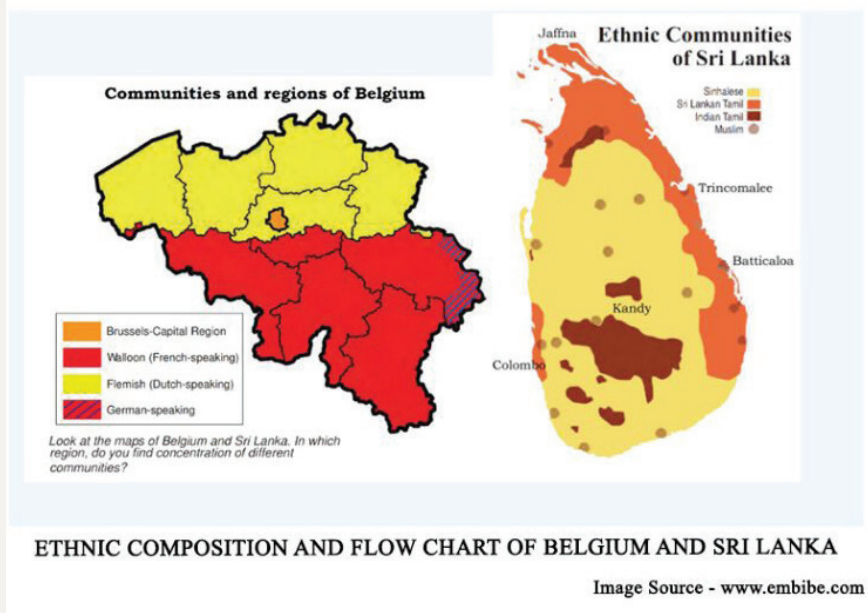 Communities and regions of Belgium
Brussels-Capital Region
Walloon (French-speaking)
Flemish (Dutch-speaking)
German-speaking
Look at the maps of Belgium and Sri Lanka. In which
region, do you find concentration of different
communities?
Jaffna
Ethnic Communities
of Sri Lanka
Sinhalese
Sri Lankan Tamil
Indian Tamil
Muslim
Trincomalee
Batticaloa
Kandy
Colombo
ETHNIC COMPOSITION AND FLOW CHART OF BELGIUM AND SRI LANKA
Image Source - www.embibe.com